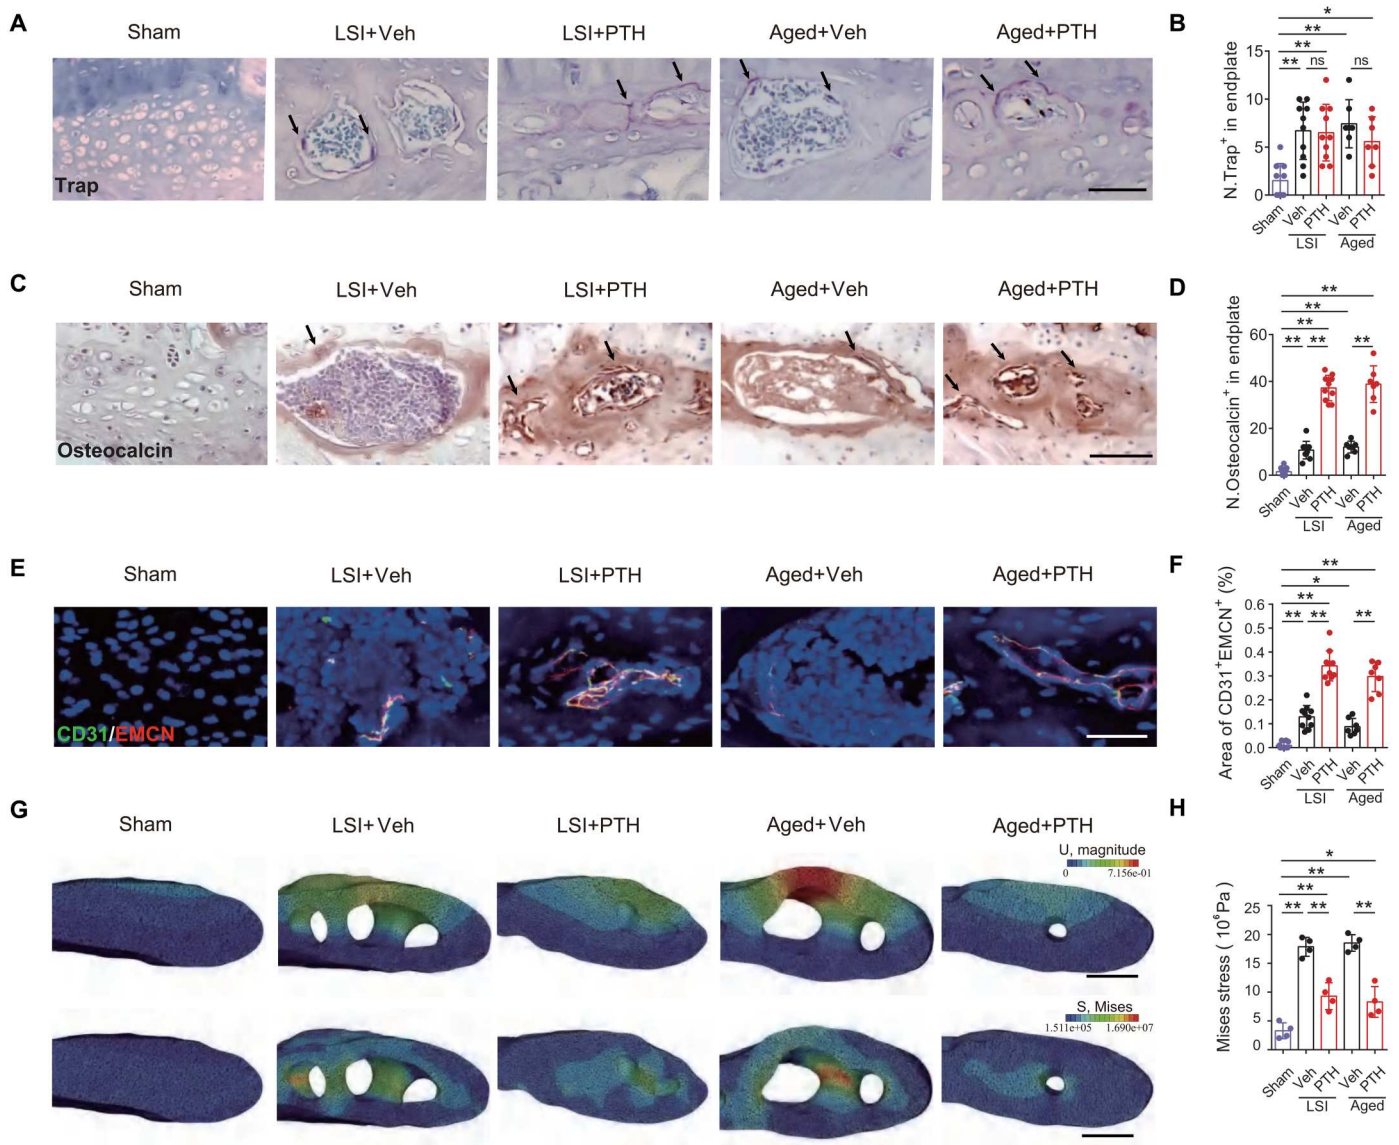 A
Sham
LSI+Veh
LSI+PTH
Aged+Veh
Aged+PTH
Trap
B
N.Trap+ in endplate
*
**
**
** ns ns
15
10
5
0
Sham Veh PTH Veh PTH
LSI Aged
C
Sham
LSI+Veh
LSI+PTH
Aged+Veh
Aged+PTH
Osteocalcin
D
N.Osteocalcin+ in endplate
**
**
**
** ** **
60
40
20
0
Sham Veh PTH Veh PTH
LSI Aged
E
Sham
LSI+Veh
LSI+PTH
Aged+Veh
Aged+PTH
CD31/EMCN
F
Area of CD31+EMCN+ (%)
**
*
**
** ** **
0.6
0.5
0.4
0.3
0.2
0.1
0.0
Sham Veh PTH Veh PTH
LSI Aged
G
Sham
LSI+Veh
LSI+PTH
Aged+Veh
Aged+PTH
U, magnitude
0 7.156e-01
S, Mises
1.511e+05 1.690e+07
H
Mises stress (10⁶Pa)
*
**
**
** ** **
25
20
15
10
5
0
Sham Veh PTH Veh PTH
LSI Aged